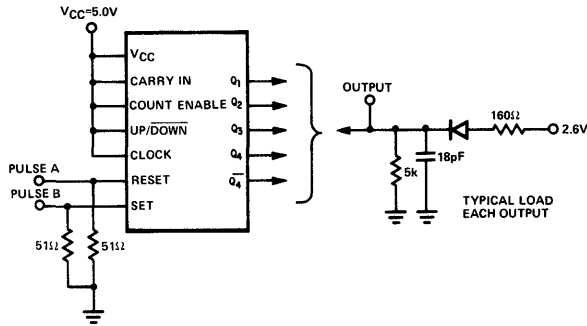 VCC=5.0V
VCC
CARRY IN
COUNT ENABLE
UP/DOWN
CLOCK
RESET
SET
Q1
Q2
Q3
Q4
Q4
PULSE A
PULSE B
51Ω
51Ω
OUTPUT
160Ω
2.6V
5k
18pF
TYPICAL LOAD
EACH OUTPUT